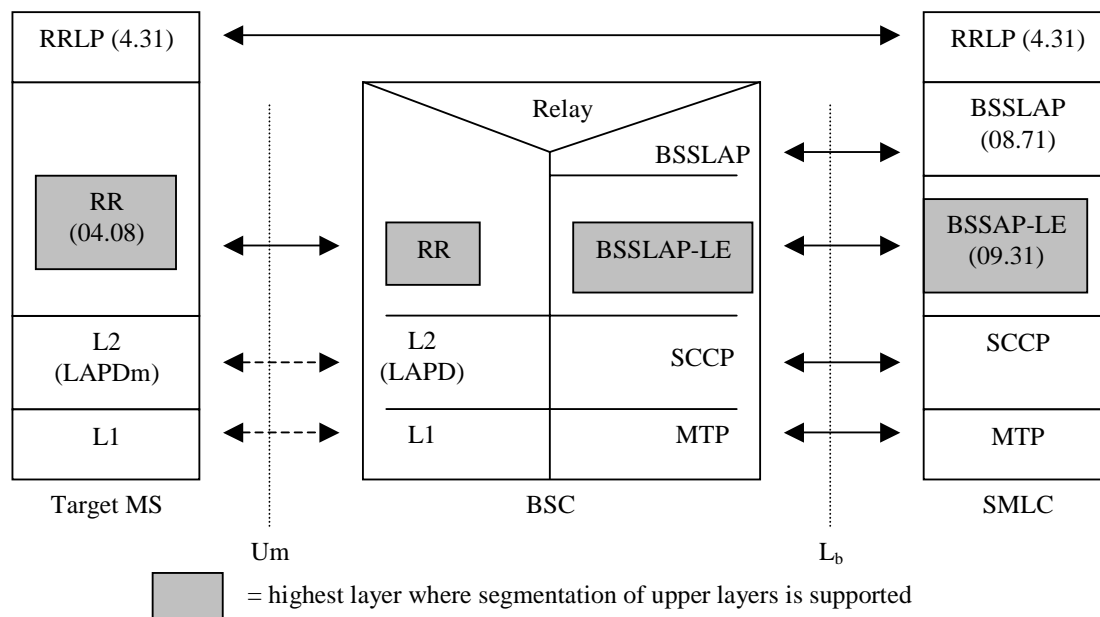 RRLP (4.31)
RRLP (4.31)
Relay
BSSLAP
BSSLAP
(08.71)
RR
(04.08)
RR
BSSLAP-LE
BSSAP-LE
(09.31)
L2
(LAPDm)
L2
(LAPD)
SCCP
SCCP
L1
L1
MTP
MTP
Target MS
BSC
SMLC
Um
Lb
= highest layer where segmentation of upper layers is supported